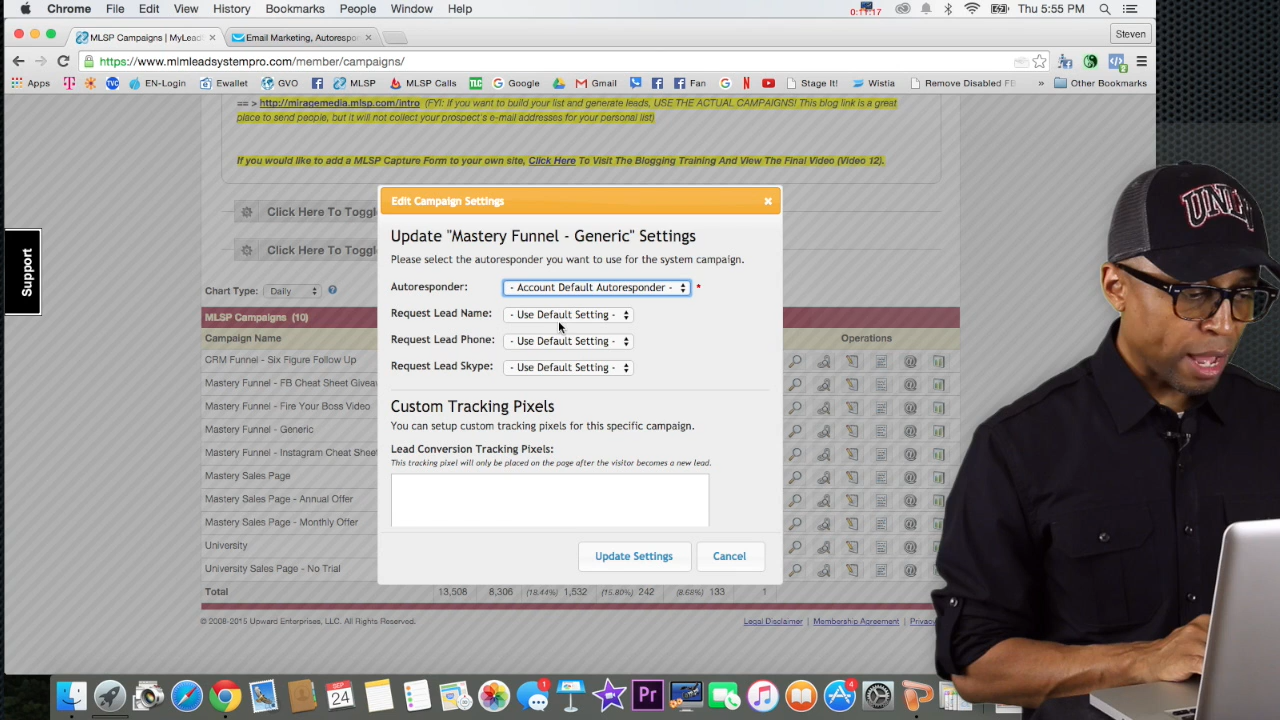 Chrome File Edit View History Bookmarks People Window Help
0:11:17
Thu 5:55 PM
MLSP Campaigns | MyLead
Email Marketing, Autorespor
Steven
https://www.mlmleadsystempro.com/member/campaigns/
Apps EN-Login Ewallet GVO MLSP MLSP Calls Google Gmail Fan Stage It! Wistia Remove Disabled FB » Other Bookmarks
== > http://miragemedia.mlsp.com/intro (FYI: If you want to build your list and generate leads, USE THE ACTUAL CAMPAIGNS! This blog link is a great
place to send people, but it will not collect your prospect's e-mail addresses for your personal list)
If you would like to add a MLSP Capture Form to your own site, Click Here To Visit The Blogging Training And View The Final Video (Video 12).
Click Here To Toggl
Click Here To Toggl
Support
Chart Type: Daily
MLSP Campaigns (10)
Campaign Name
Operations
CRM Funnel - Six Figure Follow Up
Mastery Funnel - FB Cheat Sheet Giveaw
Mastery Funnel - Fire Your Boss Video
Mastery Funnel - Generic
Mastery Funnel - Instagram Cheat Sheet
Mastery Sales Page
Mastery Sales Page - Annual Offer
Mastery Sales Page - Monthly Offer
University
University Sales Page - No Trial
Total 13,508 8,306 (18.44%) 1,532 (15.80%) 242 (8.68%) 133 1
© 2008-2015 Upward Enterprises, LLC. All Rights Reserved.
Legal Disclaimer | Membership Agreement | Privacy
Edit Campaign Settings
Update "Mastery Funnel - Generic" Settings
Please select the autoresponder you want to use for the system campaign.
Autoresponder: - Account Default Autoresponder - *
Request Lead Name: - Use Default Setting -
Request Lead Phone: - Use Default Setting -
Request Lead Skype: - Use Default Setting -
Custom Tracking Pixels
You can setup custom tracking pixels for this specific campaign.
Lead Conversion Tracking Pixels:
This tracking pixel will only be placed on the page after the visitor becomes a new lead.
Update Settings Cancel
UNLV
SEP
24
1
Pr
4